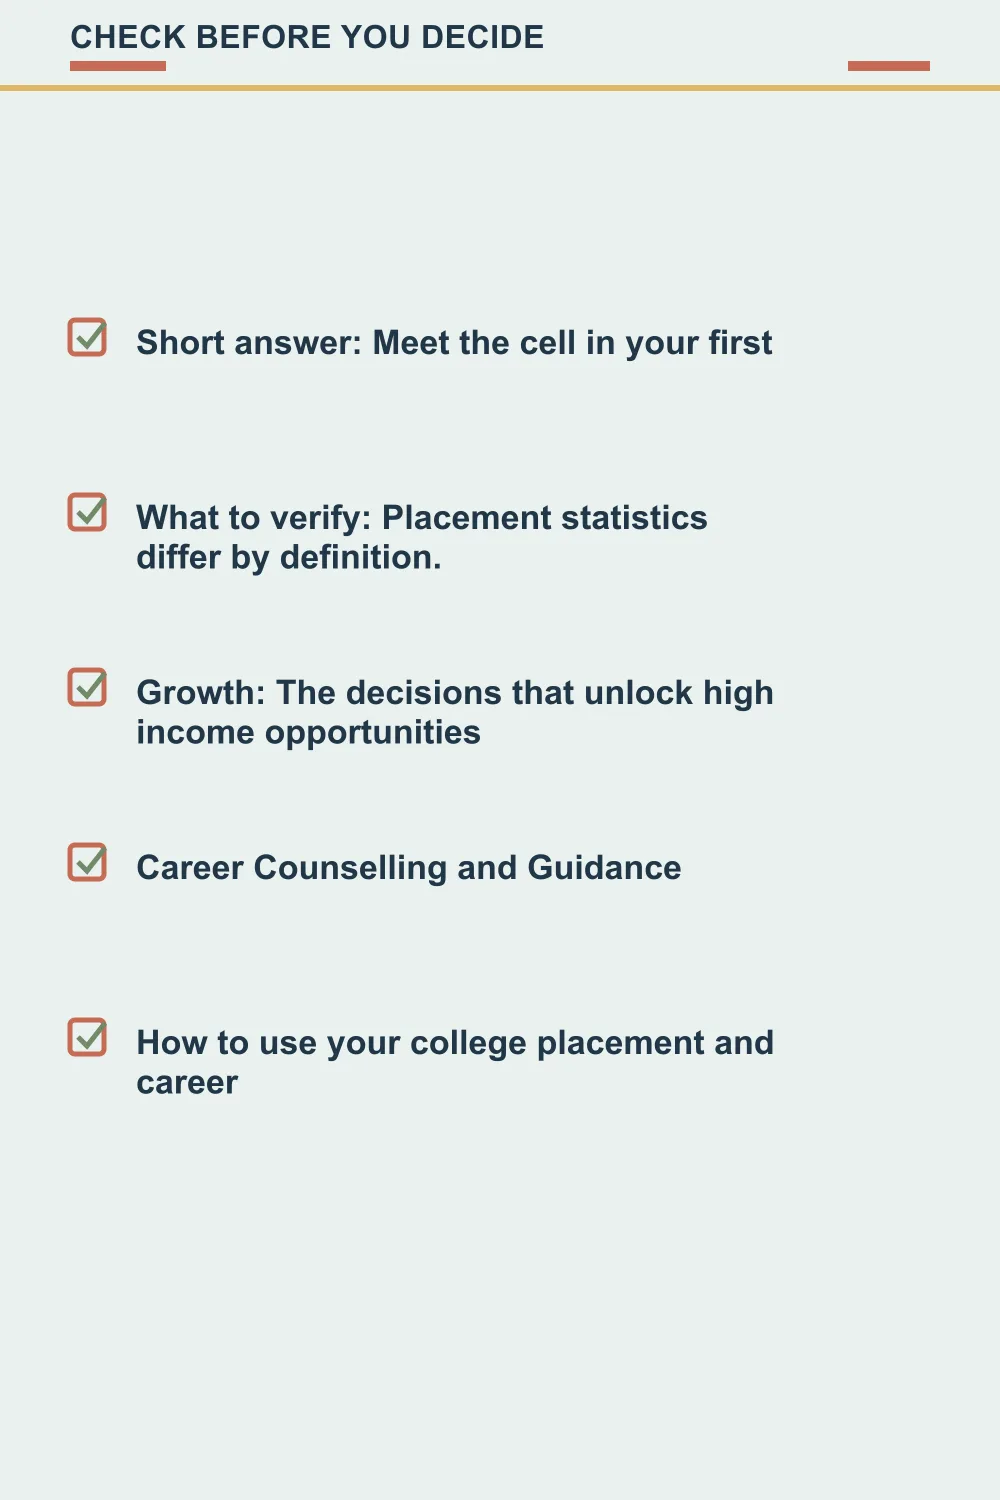 CHECK BEFORE YOU DECIDE
Short answer: Meet the cell in your first
What to verify: Placement statistics
differ by definition.
Growth: The decisions that unlock high
income opportunities
Career Counselling and Guidance
How to use your college placement and
career